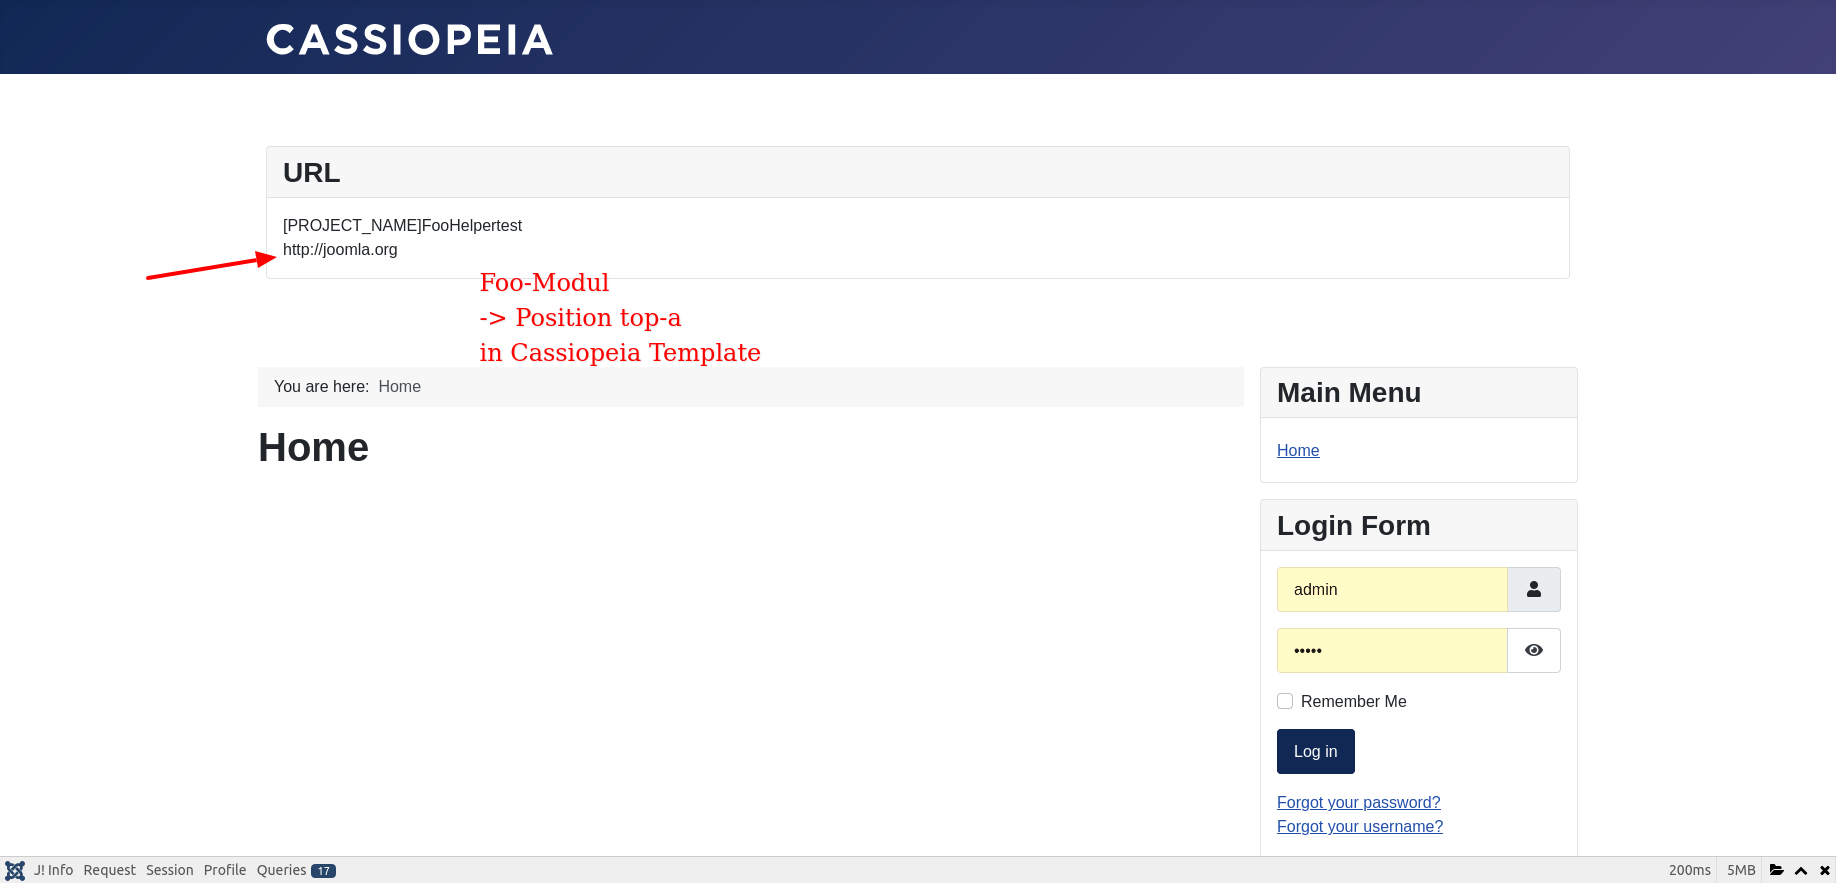 CASSIOPEIA
URL
[PROJECT_NAME]FooHelpertest
http://joomla.org
Foo-Modul
-> Position top-a
in Cassiopeia Template
You are here: Home
Home
Main Menu
Home
Login Form
admin
•••••
Remember Me
Log in
Forgot your password?
Forgot your username?
J! Info Request Session Profile Queries 17 200ms 5MB